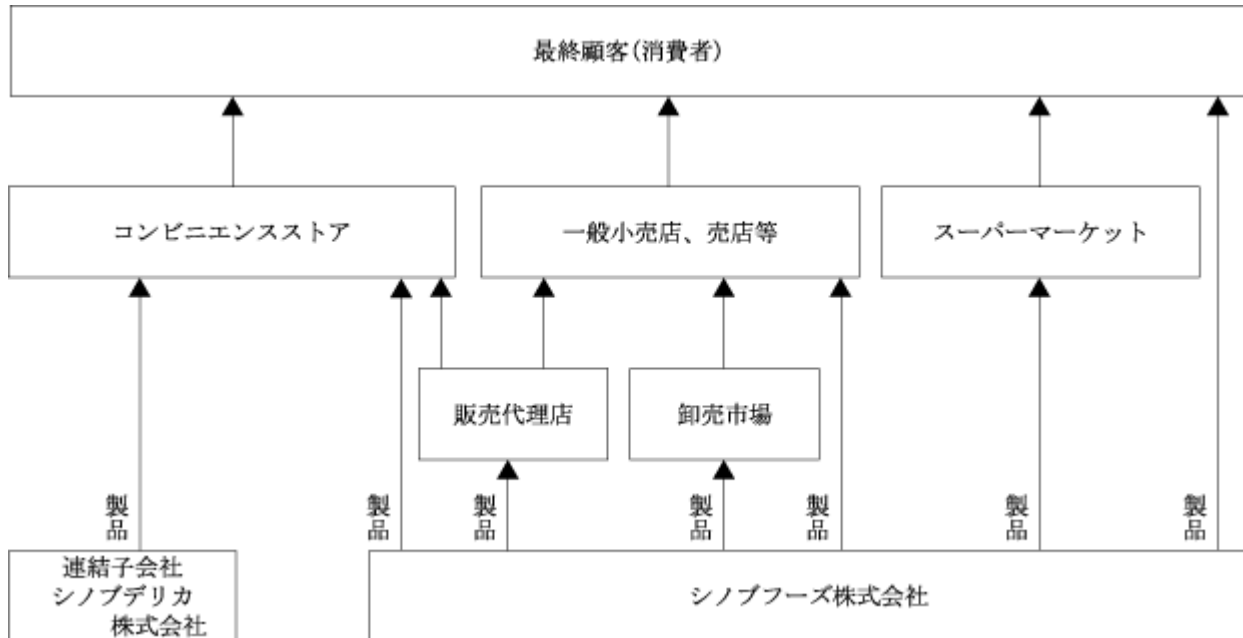 最終顧客(消費者)
コンビニエンスストア
一般小売店、売店等
スーパーマーケット
販売代理店
卸売市場
製品
製品
製品
製品
製品
製品
製品
連結子会社
シノブデリカ
株式会社
シノブフーズ株式会社